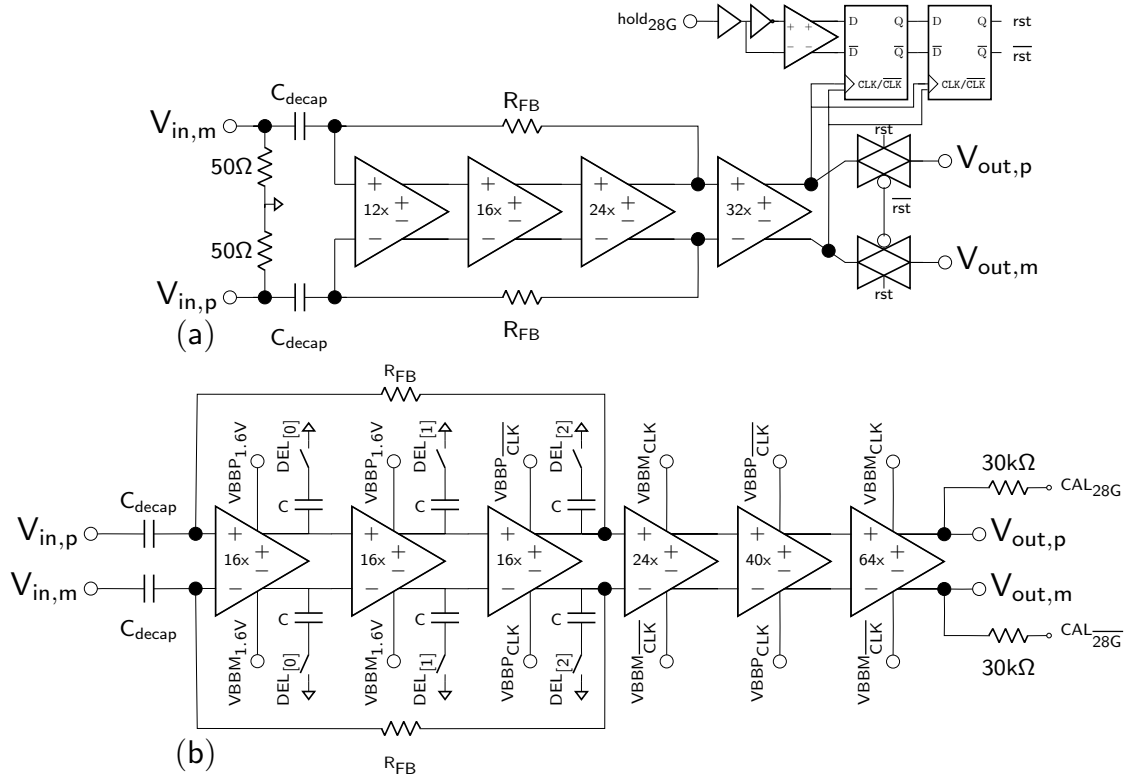 hold28G
D Q D Q rst
D̅ Q̅ D̅ Q̅ r̅s̅t̅
+ +
− −
CLK/C̅L̅K̅ CLK/C̅L̅K̅
Cdecap RFB
Vin,m
50Ω
+ + + + + + + +
12x 16x 24x 32x
− − − − − − − −
rst
Vout,p
r̅s̅t̅
50Ω
Vout,m
rst
Vin,p
(a)
Cdecap RFB
RFB
VBBP1.6V DEL[0] VBBP1.6V DEL[1] VBBPC̅L̅K̅ DEL[2] VBBMCLK VBBPC̅L̅K̅ VBBMCLK
30kΩ
CAL28G
C C C
Cdecap
Vin,p
Vout,p
+ + + + + + + + + + + +
16x 16x 16x 24x 40x 64x
− − − − − − − − − − − −
Vin,m
Vout,m
Cdecap
C C C
CAL2̅8̅G̅
30kΩ
VBBM1.6V DEL[0] VBBM1.6V DEL[1] VBBPCLK DEL[2] VBBMC̅L̅K̅ VBBPCLK VBBMC̅L̅K̅
(b)
RFB